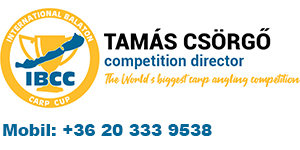 INTERNATIONAL BALATON
IBCC
CARP CUP
TAMÁS CSÖRGŐ
competition director
The World's biggest carp angling competition
Mobil: +36 20 333 9538